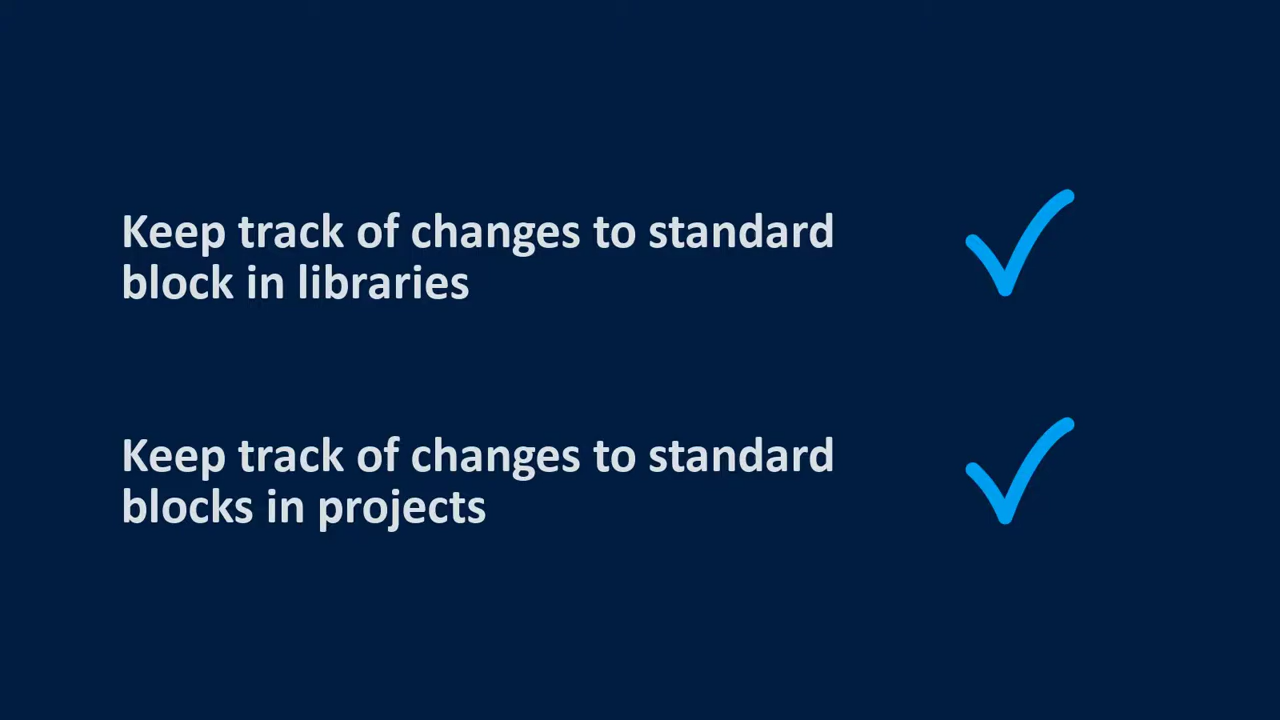 Keep track of changes to standard
block in libraries
Keep track of changes to standard
blocks in projects